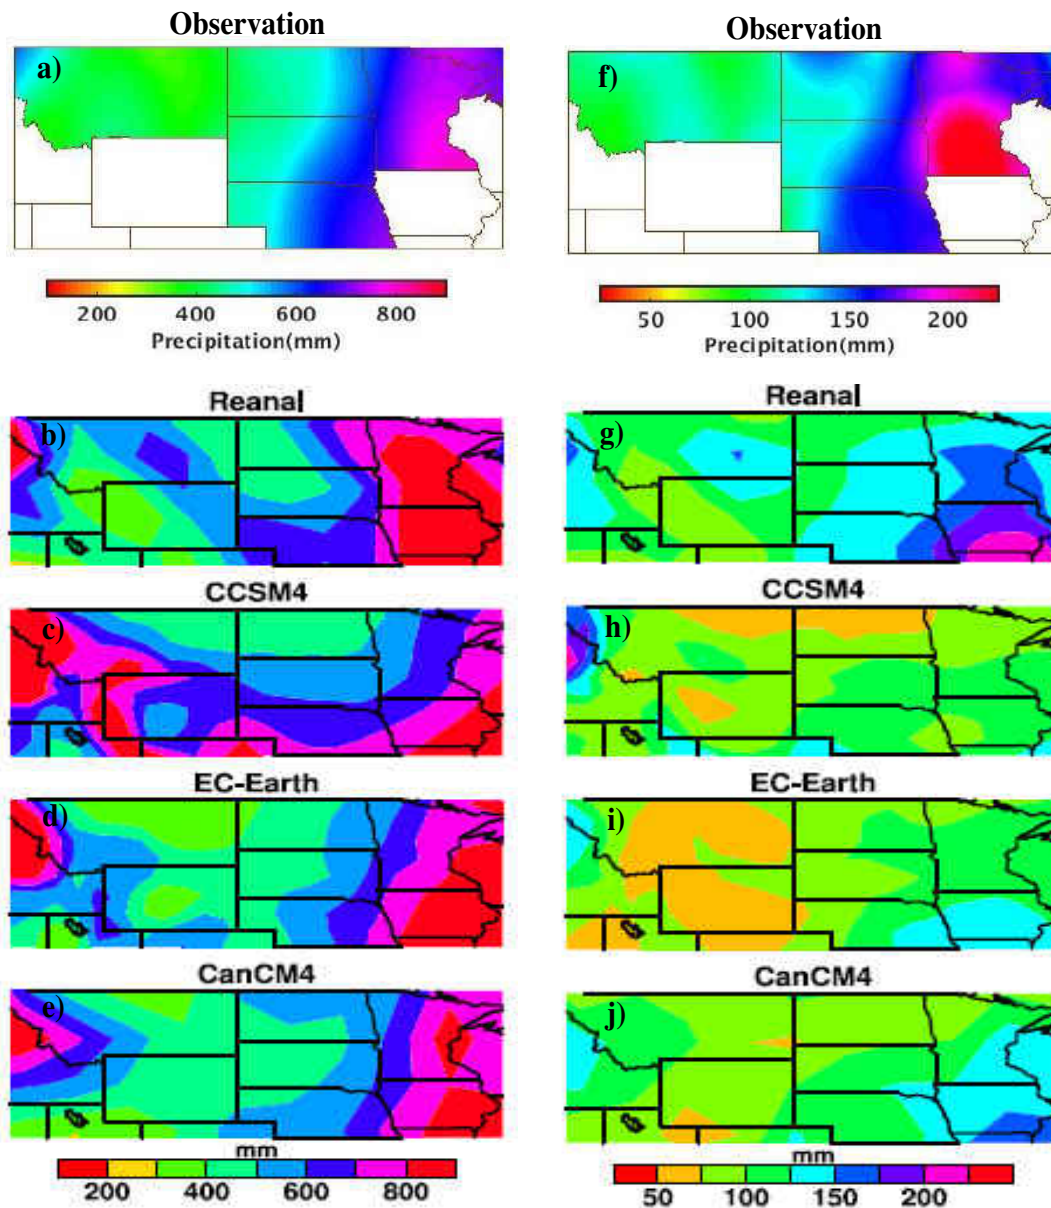 Observation
a)
200 400 600 800
Precipitation(mm)
Reanal
b)
CCSM4
c)
EC-Earth
d)
CanCM4
e)
mm
200 400 600 800
Observation
f)
50 100 150 200
Precipitation(mm)
Reanal
g)
CCSM4
h)
EC-Earth
i)
CanCM4
j)
mm
50 100 150 200